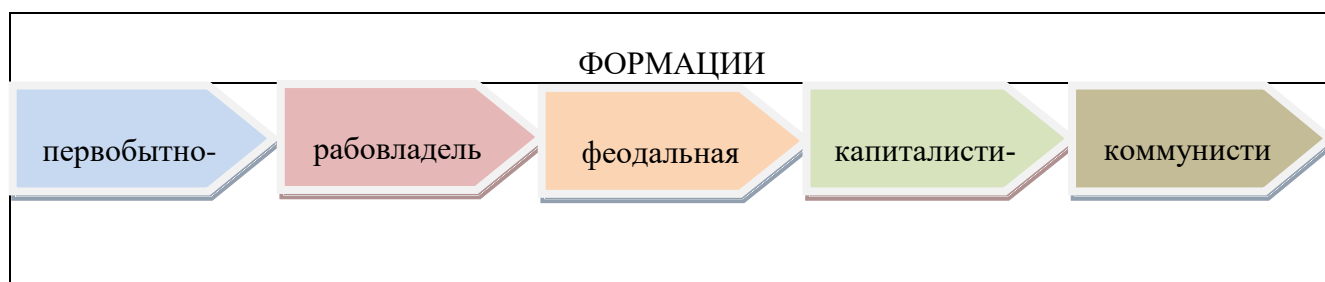 ФОРМАЦИИ
первобытно-
рабовладель
феодальная
капиталисти-
коммунисти